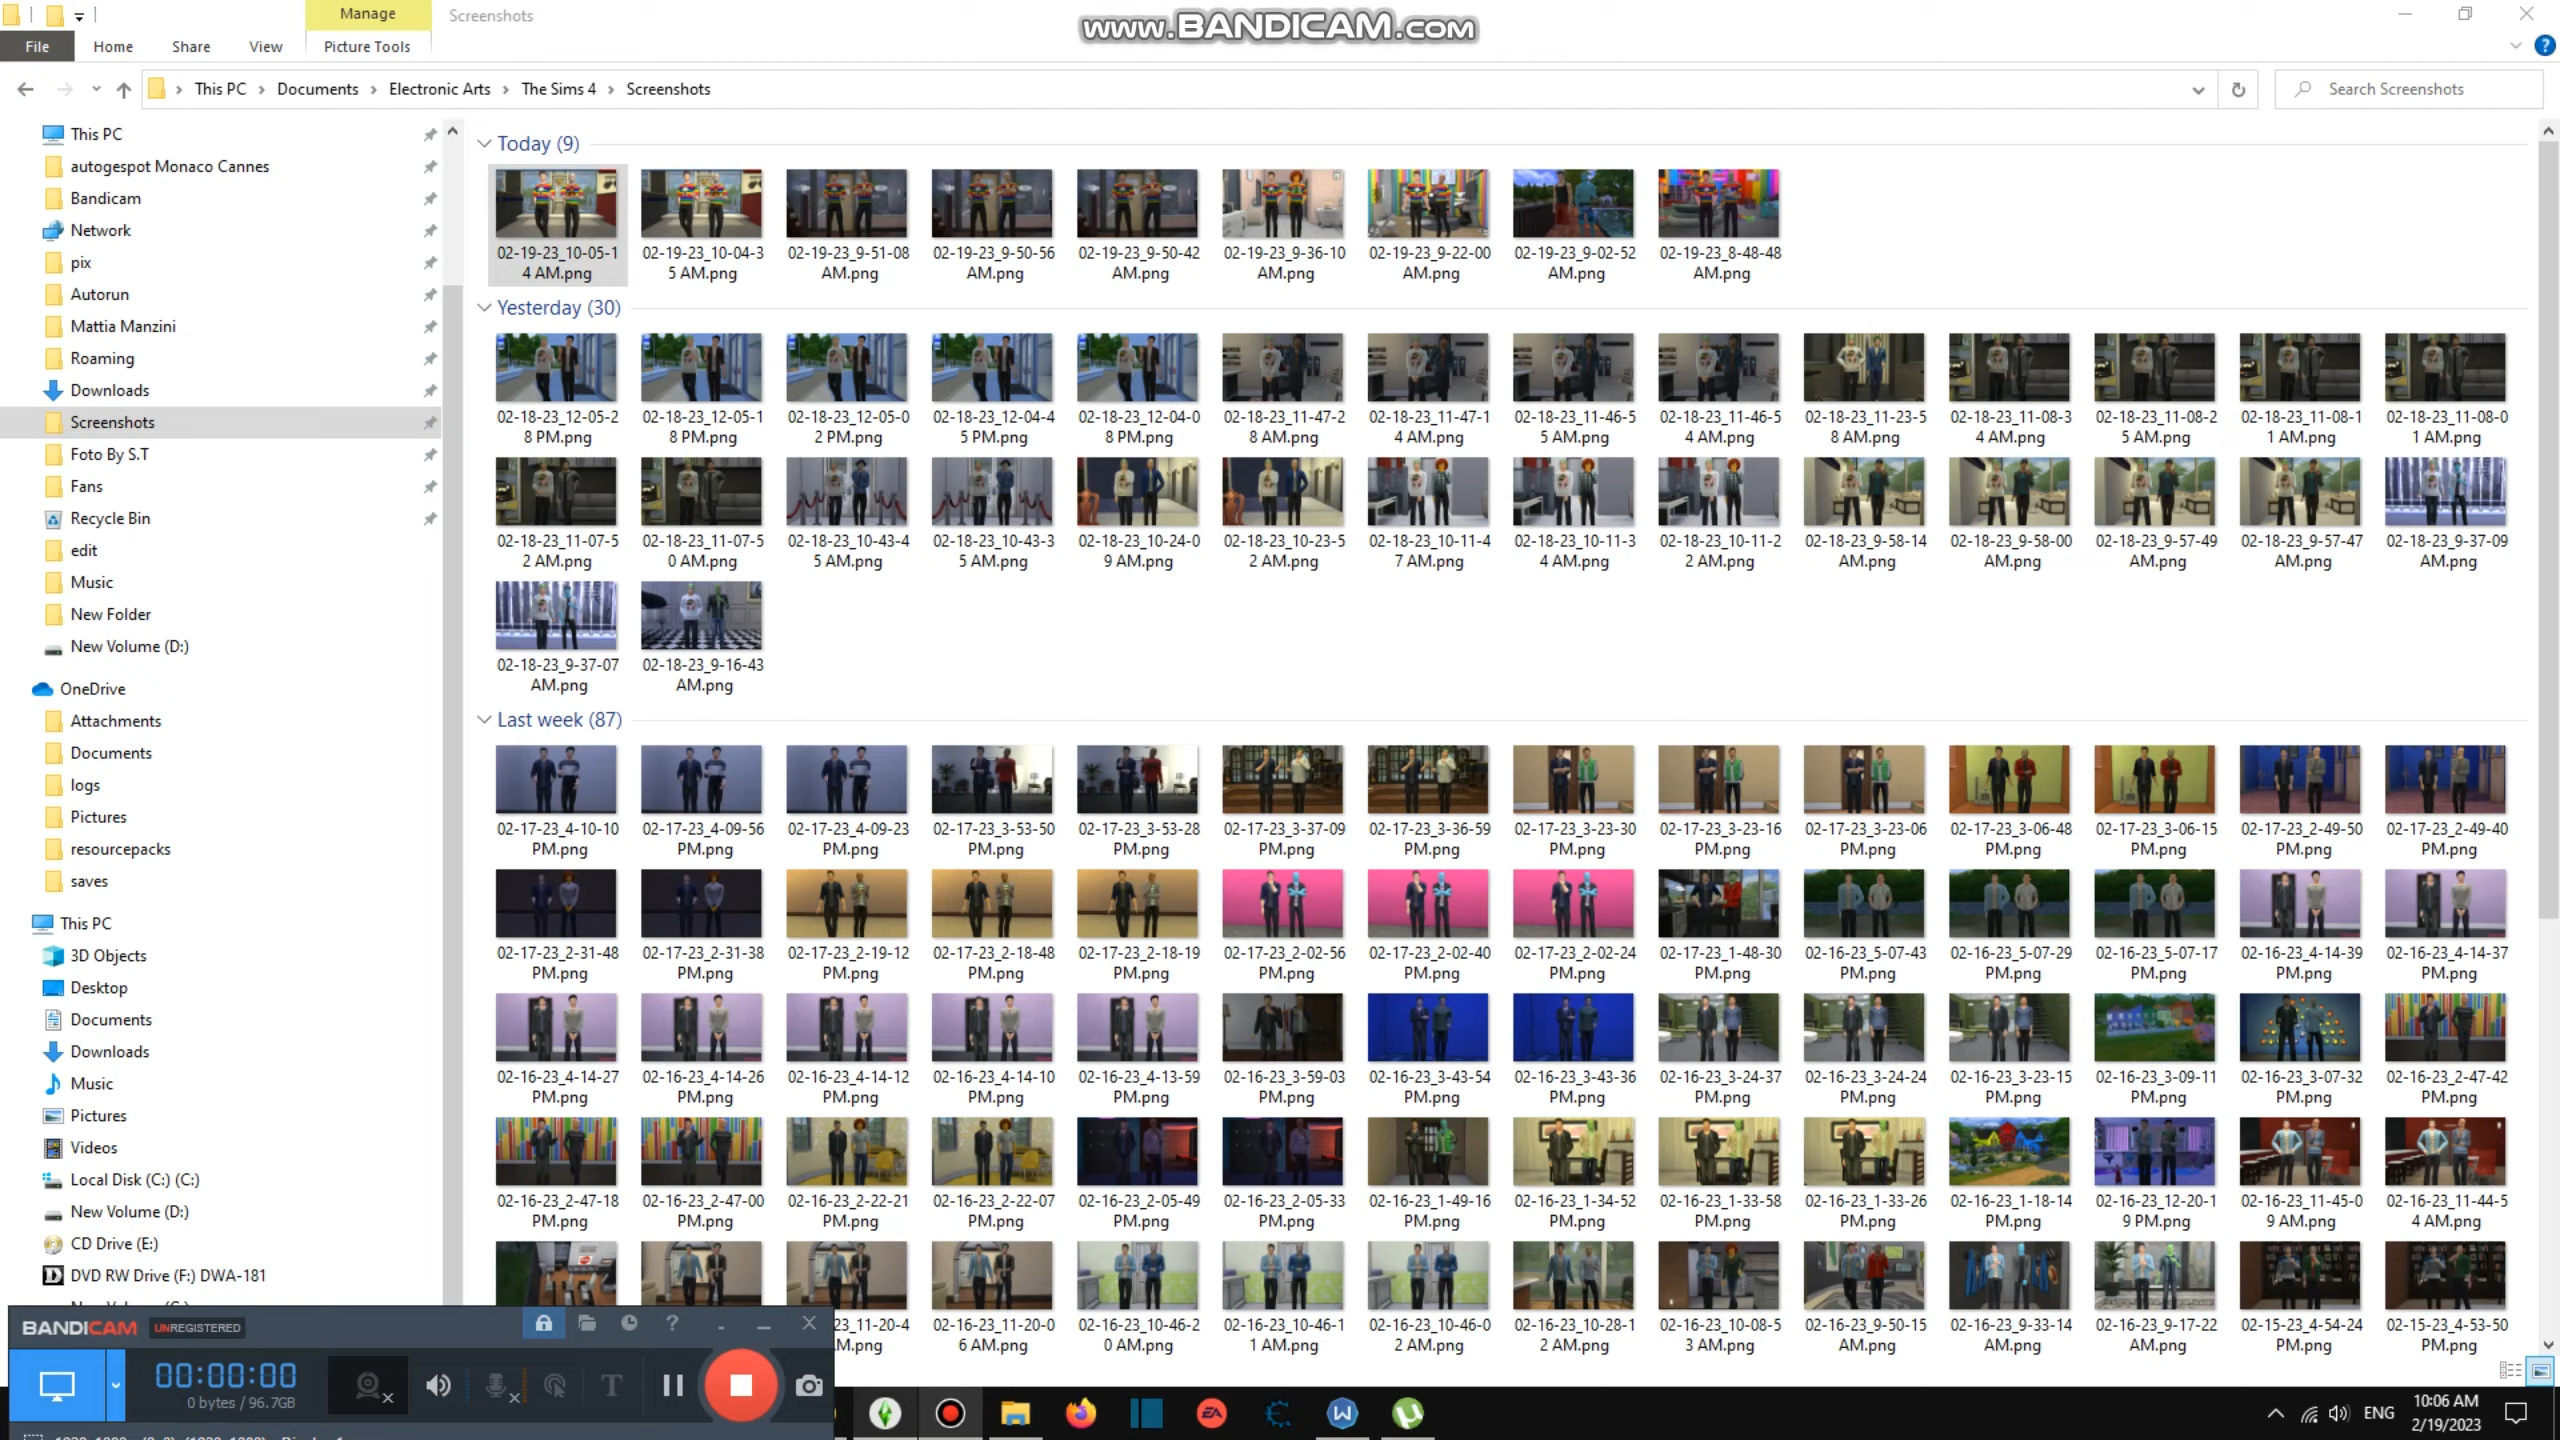 Manage
Screenshots
www.BANDICAM.com
File
Home
Share
View
Picture Tools
This PC
Documents
Electronic Arts
The Sims 4
Screenshots
Search Screenshots
This PC
autogespot Monaco Cannes
Bandicam
Network
pix
Autorun
Mattia Manzini
Roaming
Downloads
Screenshots
Foto By S.T
Fans
Recycle Bin
edit
Music
New Folder
New Volume (D:)
OneDrive
Attachments
Documents
logs
Pictures
resourcepacks
saves
This PC
3D Objects
Desktop
Documents
Downloads
Music
Pictures
Videos
Local Disk (C:) (C:)
New Volume (D:)
CD Drive (E:)
DVD RW Drive (F:) DWA-181
Today (9)
02-19-23_10-05-1 02-19-23_10-04-3 02-19-23_9-51-08 02-19-23_9-50-56 02-19-23_9-50-42 02-19-23_9-36-10 02-19-23_9-22-00 02-19-23_9-02-52 02-19-23_8-48-48
4 AM.png 5 AM.png AM.png AM.png AM.png AM.png AM.png AM.png AM.png
Yesterday (30)
02-18-23_12-05-2 02-18-23_12-05-1 02-18-23_12-05-0 02-18-23_12-04-4 02-18-23_12-04-0 02-18-23_11-47-2 02-18-23_11-47-1 02-18-23_11-46-5 02-18-23_11-46-5 02-18-23_11-23-5 02-18-23_11-08-3 02-18-23_11-08-2 02-18-23_11-08-1 02-18-23_11-08-0
8 PM.png 8 PM.png 2 PM.png 5 PM.png 8 PM.png 8 AM.png 4 AM.png 5 AM.png 4 AM.png 8 AM.png 4 AM.png 5 AM.png 1 AM.png 1 AM.png
02-18-23_11-07-5 02-18-23_11-07-5 02-18-23_10-43-4 02-18-23_10-43-3 02-18-23_10-24-0 02-18-23_10-23-5 02-18-23_10-11-4 02-18-23_10-11-3 02-18-23_10-11-2 02-18-23_9-58-14 02-18-23_9-58-00 02-18-23_9-57-49 02-18-23_9-57-47 02-18-23_9-37-09
2 AM.png 0 AM.png 5 AM.png 5 AM.png 9 AM.png 2 AM.png 7 AM.png 4 AM.png 2 AM.png AM.png AM.png AM.png AM.png AM.png
02-18-23_9-37-07 02-18-23_9-16-43
AM.png AM.png
Last week (87)
02-17-23_4-10-10 02-17-23_4-09-56 02-17-23_4-09-23 02-17-23_3-53-50 02-17-23_3-53-28 02-17-23_3-37-09 02-17-23_3-36-59 02-17-23_3-23-30 02-17-23_3-23-16 02-17-23_3-23-06 02-17-23_3-06-48 02-17-23_3-06-15 02-17-23_2-49-50 02-17-23_2-49-40
PM.png PM.png PM.png PM.png PM.png PM.png PM.png PM.png PM.png PM.png PM.png PM.png PM.png PM.png
02-17-23_2-31-48 02-17-23_2-31-38 02-17-23_2-19-12 02-17-23_2-18-48 02-17-23_2-18-19 02-17-23_2-02-56 02-17-23_2-02-40 02-17-23_2-02-24 02-17-23_1-48-30 02-16-23_5-07-43 02-16-23_5-07-29 02-16-23_5-07-17 02-16-23_4-14-39 02-16-23_4-14-37
PM.png PM.png PM.png PM.png PM.png PM.png PM.png PM.png PM.png PM.png PM.png PM.png PM.png PM.png
02-16-23_4-14-27 02-16-23_4-14-26 02-16-23_4-14-12 02-16-23_4-14-10 02-16-23_4-13-59 02-16-23_3-59-03 02-16-23_3-43-54 02-16-23_3-43-36 02-16-23_3-24-37 02-16-23_3-24-24 02-16-23_3-23-15 02-16-23_3-09-11 02-16-23_3-07-32 02-16-23_2-47-42
PM.png PM.png PM.png PM.png PM.png PM.png PM.png PM.png PM.png PM.png PM.png PM.png PM.png PM.png
02-16-23_2-47-18 02-16-23_2-47-00 02-16-23_2-22-21 02-16-23_2-22-07 02-16-23_2-05-49 02-16-23_2-05-33 02-16-23_1-49-16 02-16-23_1-34-52 02-16-23_1-33-58 02-16-23_1-33-26 02-16-23_1-18-14 02-16-23_12-20-1 02-16-23_11-45-0 02-16-23_11-44-5
PM.png PM.png PM.png PM.png PM.png PM.png PM.png PM.png PM.png PM.png PM.png 9 PM.png 9 AM.png 4 AM.png
_11-20-4 02-16-23_11-20-0 02-16-23_10-46-2 02-16-23_10-46-1 02-16-23_10-46-0 02-16-23_10-28-1 02-16-23_10-08-5 02-16-23_9-50-15 02-16-23_9-33-14 02-16-23_9-17-22 02-15-23_4-54-24 02-15-23_4-53-50
M.png 6 AM.png 0 AM.png 1 AM.png 2 AM.png 2 AM.png 3 AM.png AM.png AM.png AM.png PM.png PM.png
BANDICAM UNREGISTERED
00:00:00
0 bytes / 96.7GB
ENG
10:06 AM
2/19/2023